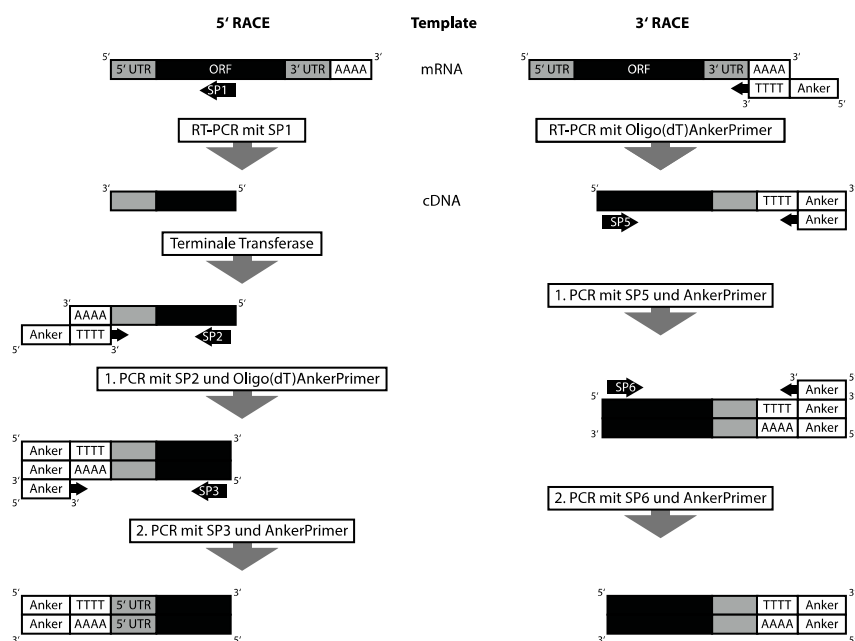 5′ RACE Template 3′ RACE
5′ 3′ 3′
5′ UTR ORF 3′ UTR AAAA mRNA 5′ UTR ORF 3′ UTR AAAA
SP1 TTTT Anker
3′ 5′
RT-PCR mit SP1 RT-PCR mit Oligo(dT)AnkerPrimer
3′ 5′ 5′ 3
cDNA TTTT Anker
SP5 Anker
Terminale Transferase
3′ 5′
AAAA
Anker TTTT SP2
5′ 3′
1. PCR mit SP5 und AnkerPrimer
1. PCR mit SP2 und Oligo(dT)AnkerPrimer
3′ 5
SP6 Anker
5′ 3
TTTT Anker
AAAA Anker
3′ 5
5′ 3′
Anker TTTT
Anker AAAA
3′ 5′
Anker SP3
5′ 3′
2. PCR mit SP6 und AnkerPrimer
2. PCR mit SP3 und AnkerPrimer
5′ 3′ 5′ 3
Anker TTTT 5′ UTR TTTT Anker
Anker AAAA 5′ UTR AAAA Anker
3′ 5′ 3′ 5